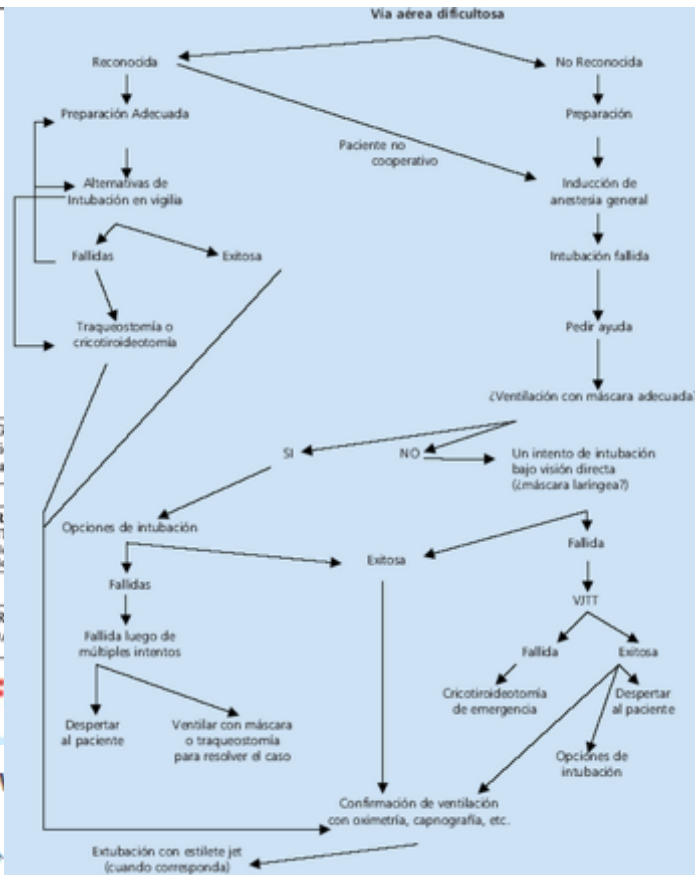 Vía aérea dificultosa
Reconocida
No Reconocida
Preparación Adecuada
Preparación
Paciente no
cooperativo
Alternativas de
Intubación en vigilia
Inducción de
anestesia general
Fallidas
Exitosa
Intubación fallida
Traqueostomía o
cricotiroideotomía
Pedir ayuda
¿Ventilación con máscara adecuada?
SI
NO
Un intento de intubación
bajo visión directa
(¿máscara laríngea?)
Opciones de intubación
Exitosa
Fallida
Fallidas
VJTT
Fallida luego de
múltiples intentos
Fallida
Exitosa
Cricotiroideotomía
de emergencia
Despertar
al paciente
Despertar
al paciente
Ventilar con máscara
o traqueostomía
para resolver el caso
Opciones de
intubación
Confirmación de ventilación
con oximetría, capnografía, etc.
Extubación con estilete jet
(cuando corresponda)